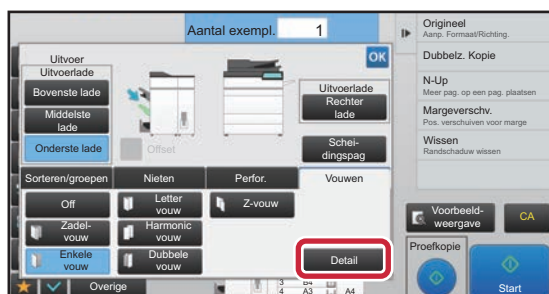 Aantal exempl.
1
Uitvoer
OK
Uitvoerlade
Bovenste lade
Middelste
lade
Onderste lade
Offset
Uitvoerlade
Rechter
lade
Schei-
dingspag
Sorteren/groepen
Nieten
Perfor.
Vouwen
Off
Letter
vouw
Z-vouw
Zadel-
vouw
Harmonic
vouw
Enkele
vouw
Dubbele
vouw
Detail
Overige
3
B4
4
A3
A4
Origineel
Aanp. Formaat/Richting.
Dubbelz. Kopie
N-Up
Meer pag. op een pag. plaatsen
Margeverschv.
Pos. verschuiven voor marge
Wissen
Randschaduw wissen
Voorbeeld-
weergave
CA
Proefkopie
Start